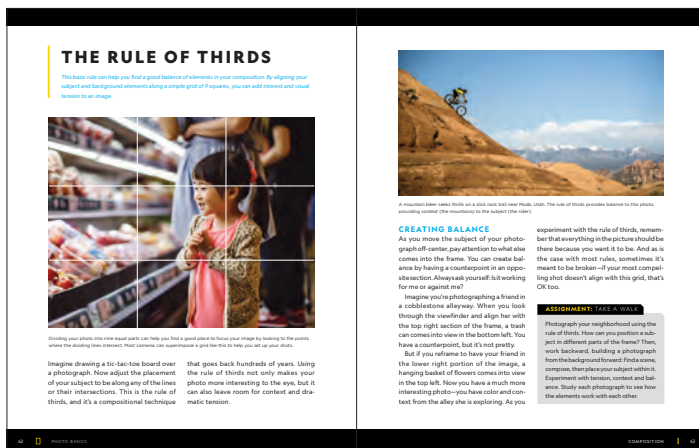 THE RULE OF THIRDS
This basic rule can help you find a good balance of elements in your composition. By aligning your
subject and background elements along a simple grid of 9 squares, you can add interest and visual
tension to an image.
Dividing your photo into nine equal parts can help you find a good place to focus your image by looking to the points
where the dividing lines intersect. Most cameras can superimpose a grid like this to help you set up your shots.
Imagine drawing a tic-tac-toe board over
a photograph. Now adjust the placement
of your subject to be along any of the lines
or their intersections. This is the rule of
thirds, and it's a compositional technique
that goes back hundreds of years. Using
the rule of thirds not only makes your
photo more interesting to the eye, but it
can also leave room for context and dra-
matic tension.
42 PHOTO BASICS
A mountain biker seeks thrills on a slick rock trail near Moab, Utah. The rule of thirds provides balance to this photo,
providing context (the mountains) to the subject (the rider).
CREATING BALANCE
As you move the subject of your photo-
graph off-center, pay attention to what else
comes into the frame. You can create bal-
ance by having a counterpoint in an oppo-
site section. Always ask yourself: Is it working
for me or against me?
Imagine you're photographing a friend in
a cobblestone alleyway. When you look
through the viewfinder and align her with
the top right section of the frame, a trash
can comes into view in the bottom left. You
have a counterpoint, but it's not pretty.
But if you reframe to have your friend in
the lower right portion of the image, a
hanging basket of flowers comes into view
in the top left. Now you have a much more
interesting photo—you have color and con-
text from the alley she is exploring. As you
experiment with the rule of thirds, remem-
ber that everything in the picture should be
there because you want it to be. And as is
the case with most rules, sometimes it's
meant to be broken—if your most compel-
ling shot doesn't align with this grid, that's
OK too.
ASSIGNMENT: TAKE A WALK
Photograph your neighborhood using the
rule of thirds. How can you position a sub-
ject in different parts of the frame? Then,
work backward, building a photograph
from the background forward: Find a scene,
compose, then place your subject within it.
Experiment with tension, context and bal-
ance. Study each photograph to see how
the elements work with each other.
COMPOSITION 43